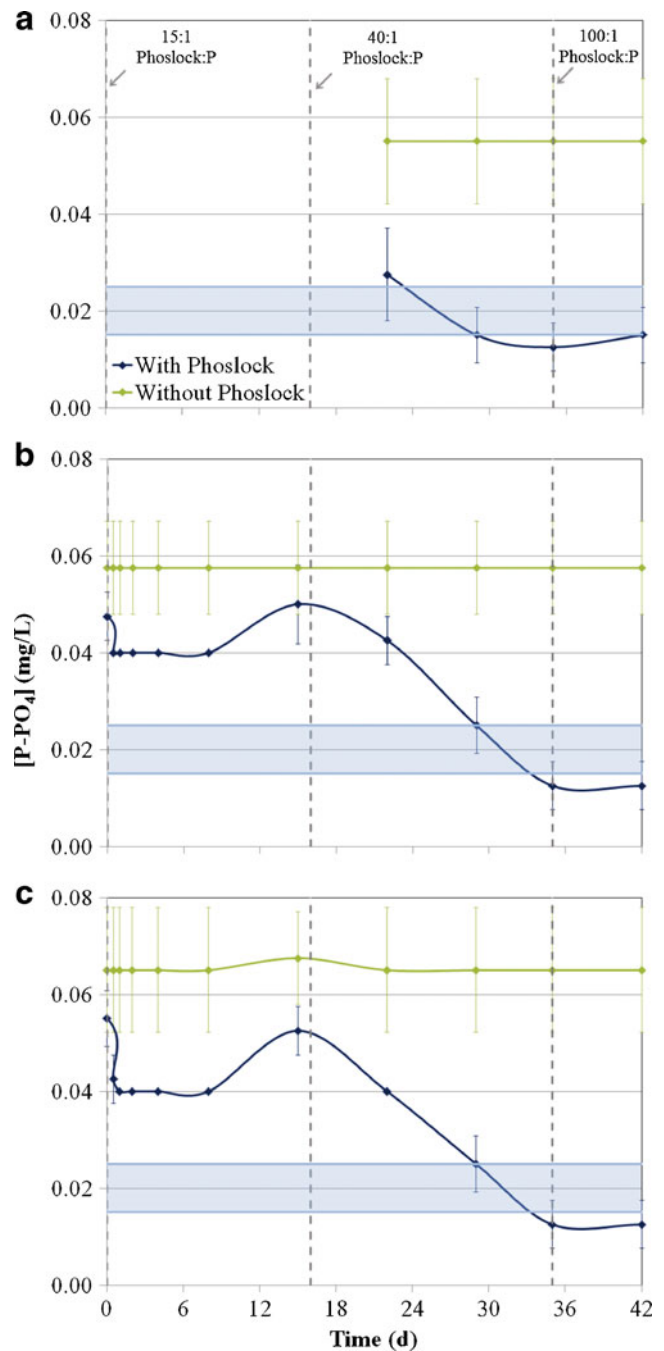 a
0.08
15:1
Phoslock:P
40:1
Phoslock:P
100:1
Phoslock:P
0.06
0.04
0.02
With Phoslock
Without Phoslock
0.00
b
0.08
0.06
0.04
0.02
0.00
[P-PO₄] (mg/L)
c
0.08
0.06
0.04
0.02
0.00
0 6 12 18 24 30 36 42
Time (d)